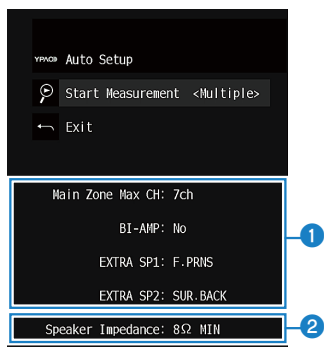 YPAO Auto Setup
Start Measurement <Multiple>
Exit
Main Zone Max CH: 7ch
BI-AMP: No
EXTRA SP1: F.PRNS
EXTRA SP2: SUR.BACK
1
Speaker Impedance: 8Ω MIN
2